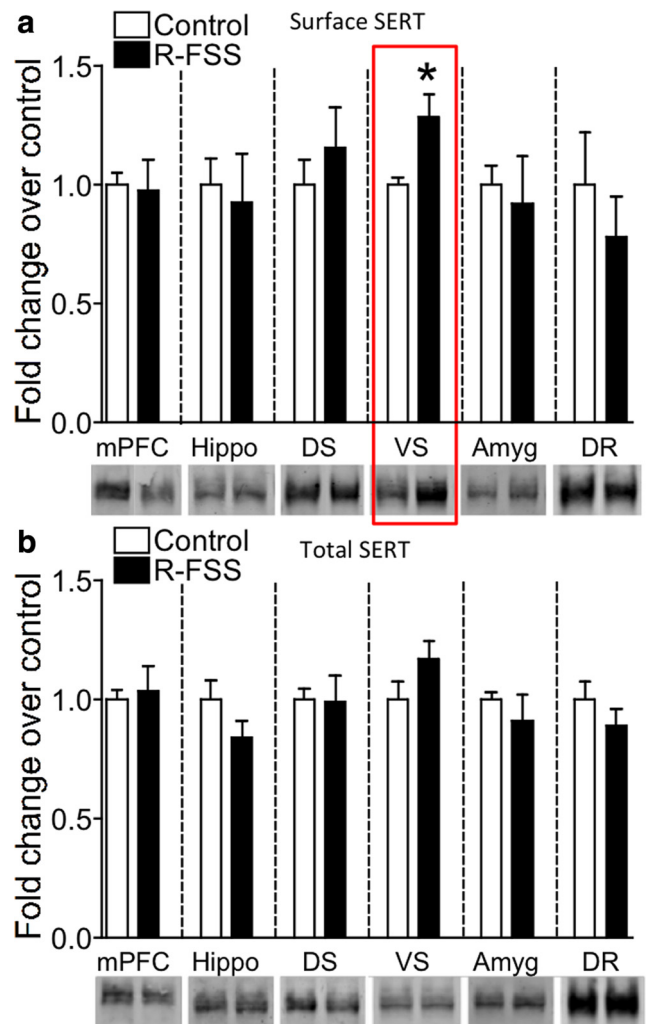 a
Surface SERT
Control
R-FSS
Fold change over control
1.5
1.0
0.5
0.0
*
mPFC Hippo DS VS Amyg DR
b
Total SERT
Control
R-FSS
Fold change over control
1.5
1.0
0.5
0.0
mPFC Hippo DS VS Amyg DR